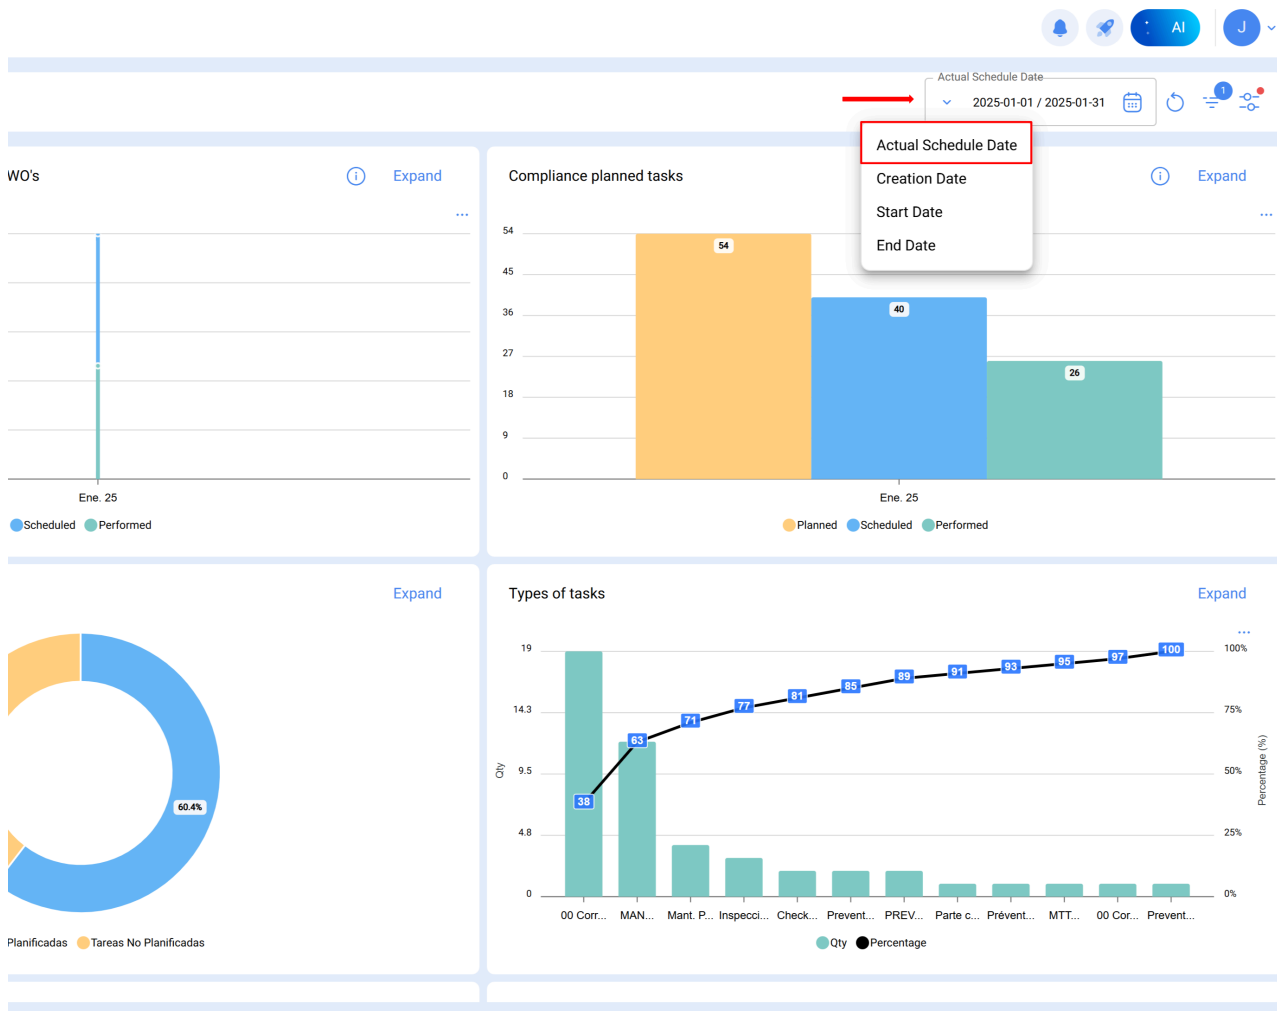 AI
J
Actual Schedule Date
2025-01-01 / 2025-01-31
1
Actual Schedule Date
Creation Date
Start Date
End Date
WO's
Expand
...
Ene. 25
Scheduled
Performed
Compliance planned tasks
Expand
...
54
45
36
27
18
9
0
54
40
26
Ene. 25
Planned
Scheduled
Performed
Expand
60.4%
Planificadas
Tareas No Planificadas
Types of tasks
Expand
...
19
14.3
9.5
4.8
0
Qty
100%
75%
50%
25%
0%
Percentage (%)
38
63
71
77
81
85
89
91
93
95
97
100
00 Corr...
MAN...
Mant. P...
Inspecci...
Check...
Prevent...
PREV...
Parte c...
Prévent...
MTT...
00 Cor...
Prevent...
Qty
Percentage